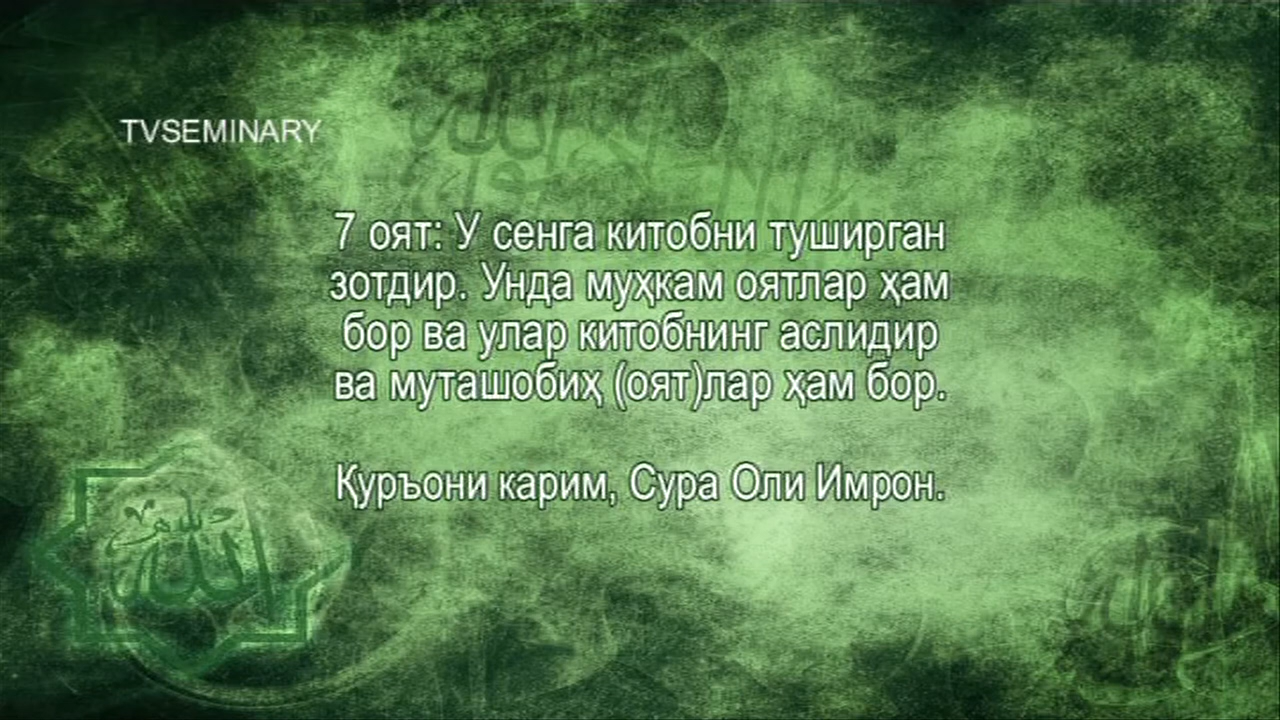 TVSEMINARY
7 оят: У сенга китобни туширган
зотдир. Унда муҳкам оятлар ҳам
бор ва улар китобнинг аслидир
ва муташобиҳ (оят)лар ҳам бор.
Қуръони карим, Сура Оли Имрон.
الله